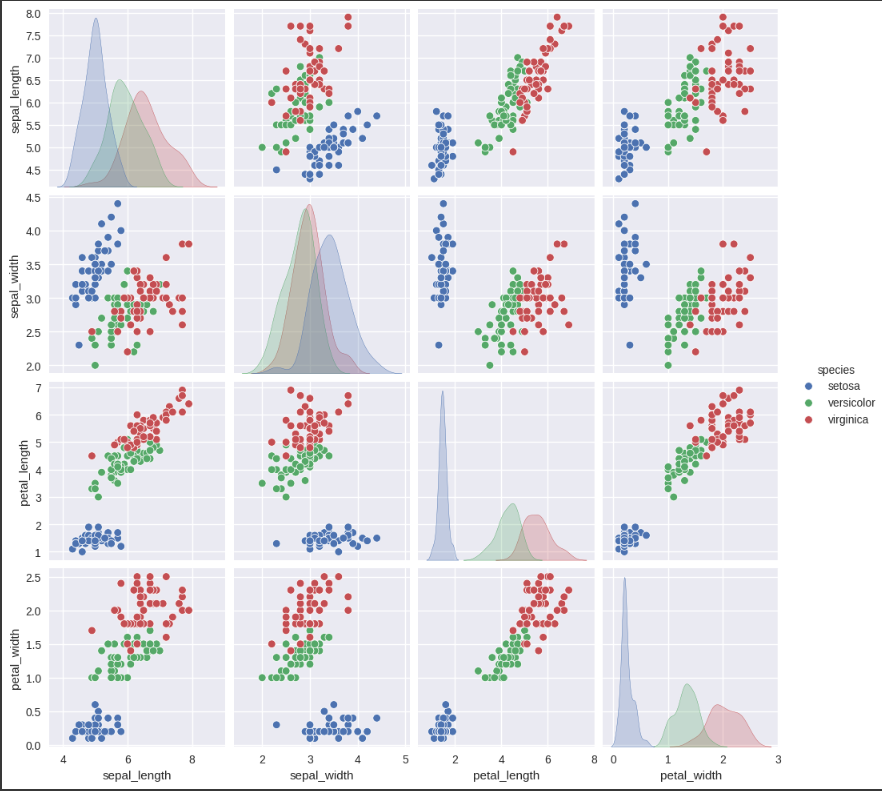 8.0
7.5
7.0
6.5
6.0
5.5
5.0
4.5
sepal_length
4.5
4.0
3.5
3.0
2.5
2.0
sepal_width
7
6
5
4
3
2
1
petal_length
2.5
2.0
1.5
1.0
0.5
0.0
petal_width
4 6 8
sepal_length
2 3 4 5
sepal_width
2 4 6 8
petal_length
0 1 2 3
petal_width
species
setosa
versicolor
virginica